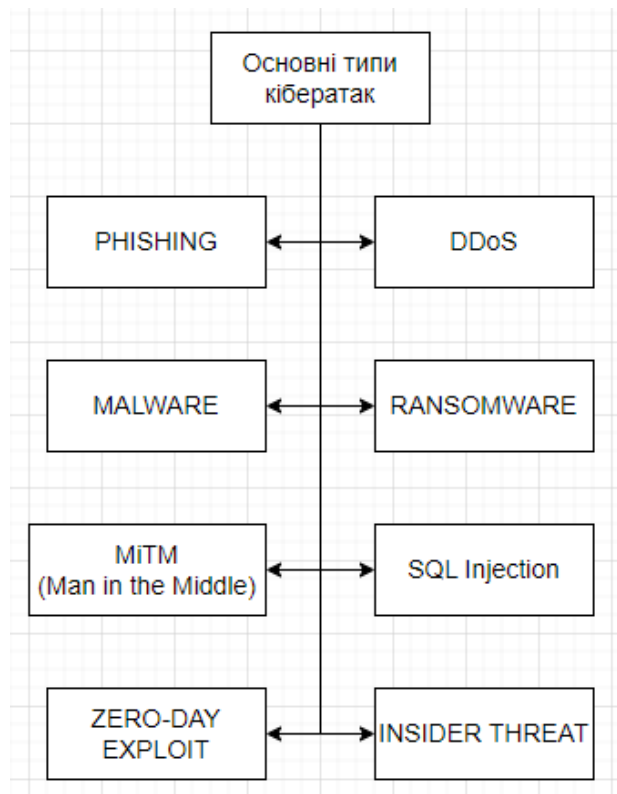 Основні типи
кібератак
PHISHING
DDoS
MALWARE
RANSOMWARE
MiTM
(Man in the Middle)
SQL Injection
ZERO-DAY
EXPLOIT
INSIDER THREAT